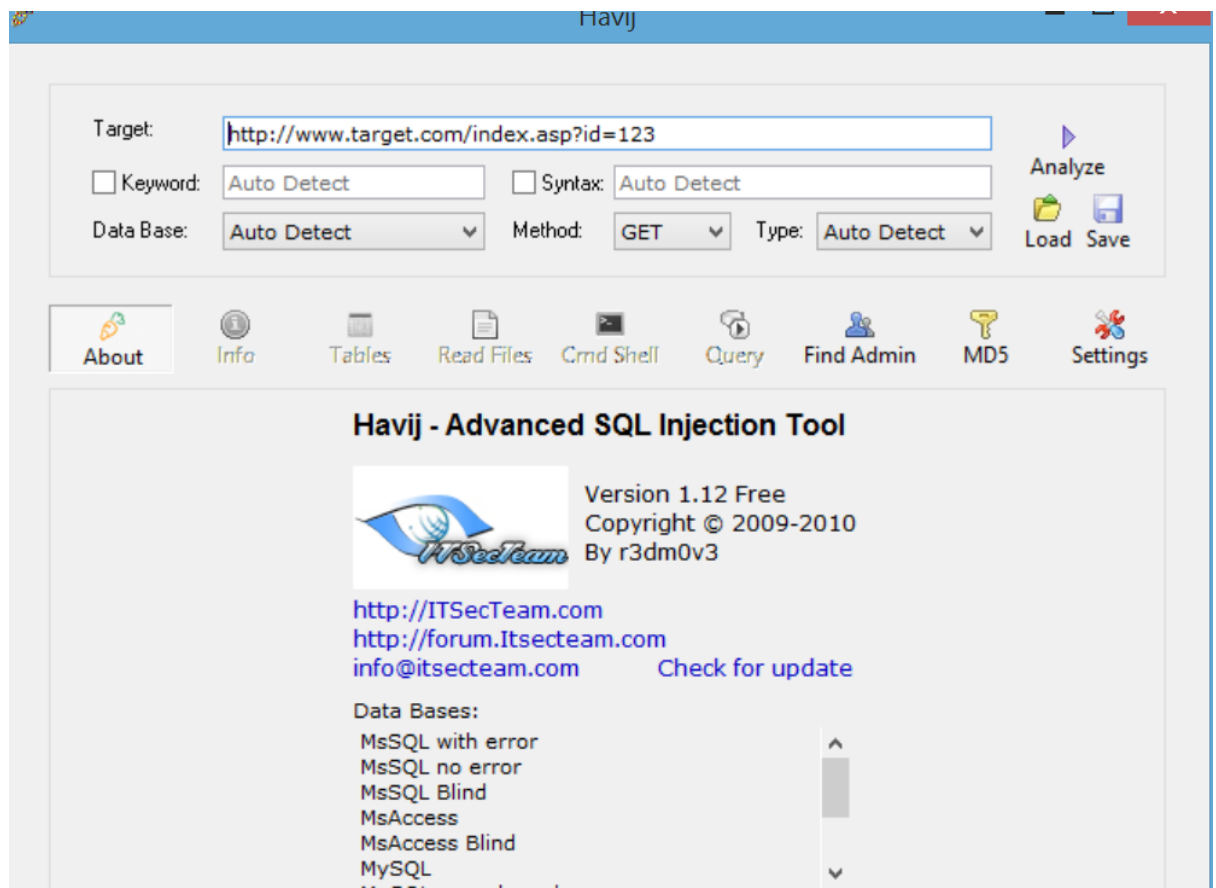 Havij
Target: http://www.target.com/index.asp?id=123
Analyze
Keyword: Auto Detect Syntax: Auto Detect
Data Base: Auto Detect Method: GET Type: Auto Detect
Load Save
About Info Tables Read Files Cmd Shell Query Find Admin MD5 Settings
Havij - Advanced SQL Injection Tool
ITSecTeam
Version 1.12 Free
Copyright © 2009-2010
By r3dm0v3
http://ITSecTeam.com
http://forum.Itsecteam.com
info@itsecteam.com Check for update
Data Bases:
MsSQL with error
MsSQL no error
MsSQL Blind
MsAccess
MsAccess Blind
MySQL